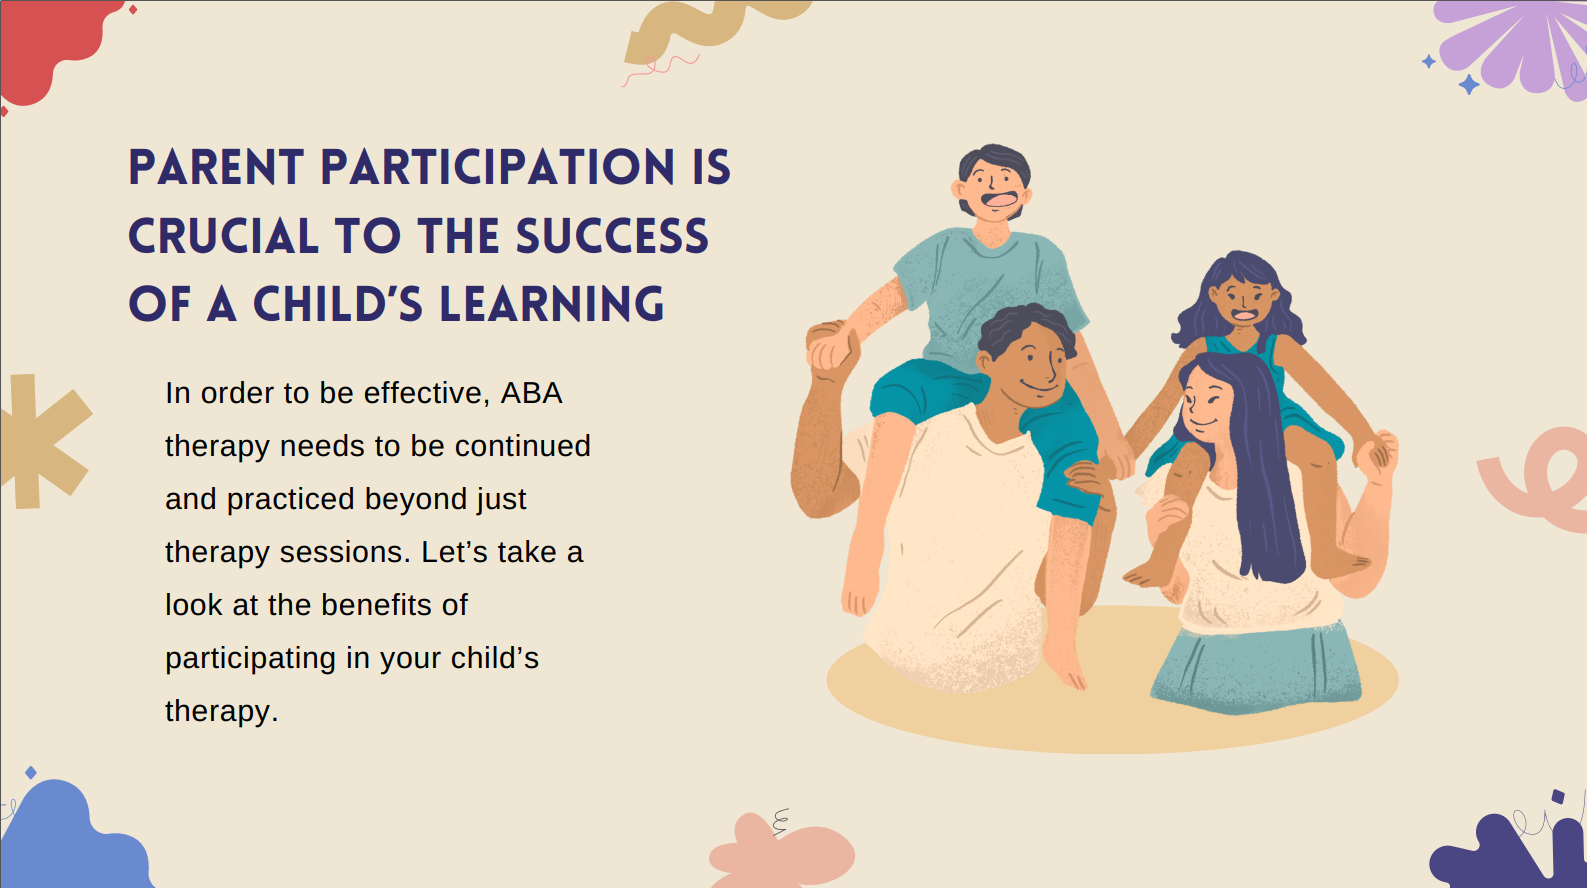 PARENT PARTICIPATION IS
CRUCIAL TO THE SUCCESS
OF A CHILD’S LEARNING
In order to be effective, ABA
therapy needs to be continued
and practiced beyond just
therapy sessions. Let’s take a
look at the benefits of
participating in your child’s
therapy.